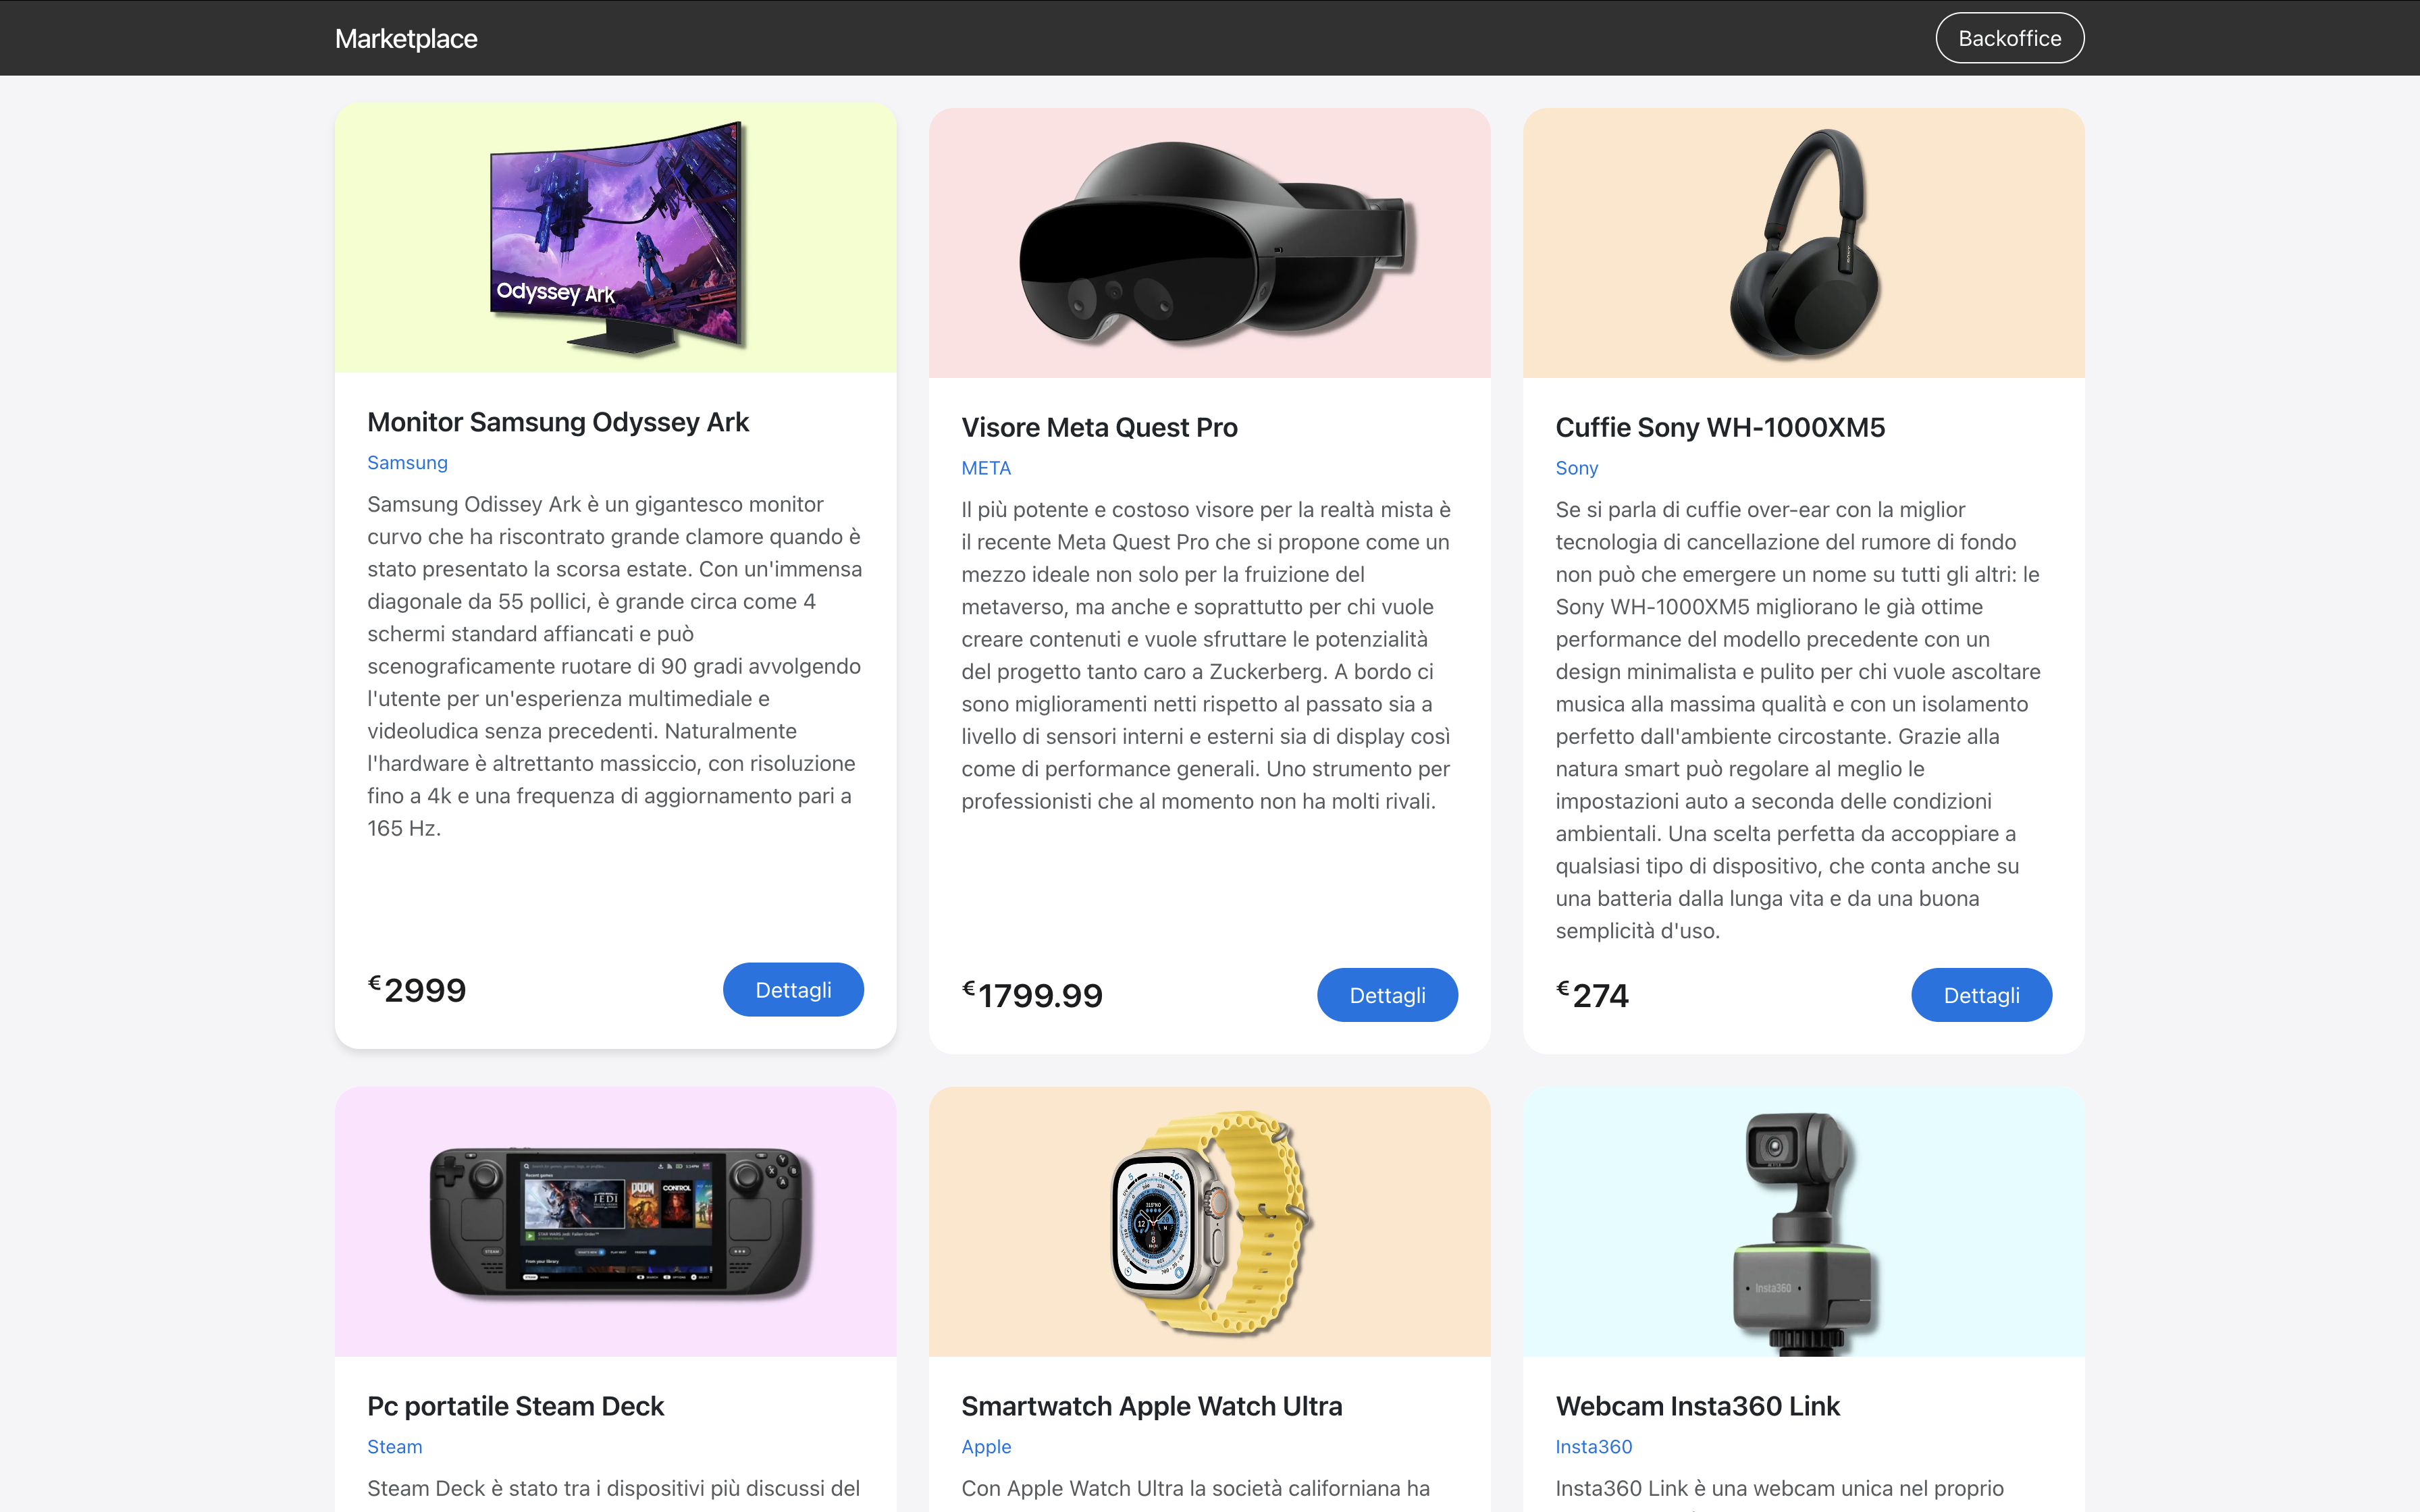 Marketplace
Backoffice
Odyssey Ark
Monitor Samsung Odyssey Ark
Samsung
Samsung Odissey Ark è un gigantesco monitor
curvo che ha riscontrato grande clamore quando è
stato presentato la scorsa estate. Con un'immensa
diagonale da 55 pollici, è grande circa come 4
schermi standard affiancati e può
scenograficamente ruotare di 90 gradi avvolgendo
l'utente per un'esperienza multimediale e
videoludica senza precedenti. Naturalmente
l'hardware è altrettanto massiccio, con risoluzione
fino a 4k e una frequenza di aggiornamento pari a
165 Hz.
€2999
Dettagli
Visore Meta Quest Pro
META
Il più potente e costoso visore per la realtà mista è
il recente Meta Quest Pro che si propone come un
mezzo ideale non solo per la fruizione del
metaverso, ma anche e soprattutto per chi vuole
creare contenuti e vuole sfruttare le potenzialità
del progetto tanto caro a Zuckerberg. A bordo ci
sono miglioramenti netti rispetto al passato sia a
livello di sensori interni e esterni sia di display così
come di performance generali. Uno strumento per
professionisti che al momento non ha molti rivali.
€1799.99
Dettagli
Cuffie Sony WH-1000XM5
Sony
Se si parla di cuffie over-ear con la miglior
tecnologia di cancellazione del rumore di fondo
non può che emergere un nome su tutti gli altri: le
Sony WH-1000XM5 migliorano le già ottime
performance del modello precedente con un
design minimalista e pulito per chi vuole ascoltare
musica alla massima qualità e con un isolamento
perfetto dall'ambiente circostante. Grazie alla
natura smart può regolare al meglio le
impostazioni auto a seconda delle condizioni
ambientali. Una scelta perfetta da accoppiare a
qualsiasi tipo di dispositivo, che conta anche su
una batteria dalla lunga vita e da una buona
semplicità d'uso.
€274
Dettagli
JEDI
DOOM
CONTROL
Pc portatile Steam Deck
Steam
Steam Deck è stato tra i dispositivi più discussi del
Smartwatch Apple Watch Ultra
Apple
Con Apple Watch Ultra la società californiana ha
Insta360
Webcam Insta360 Link
Insta360
Insta360 Link è una webcam unica nel proprio